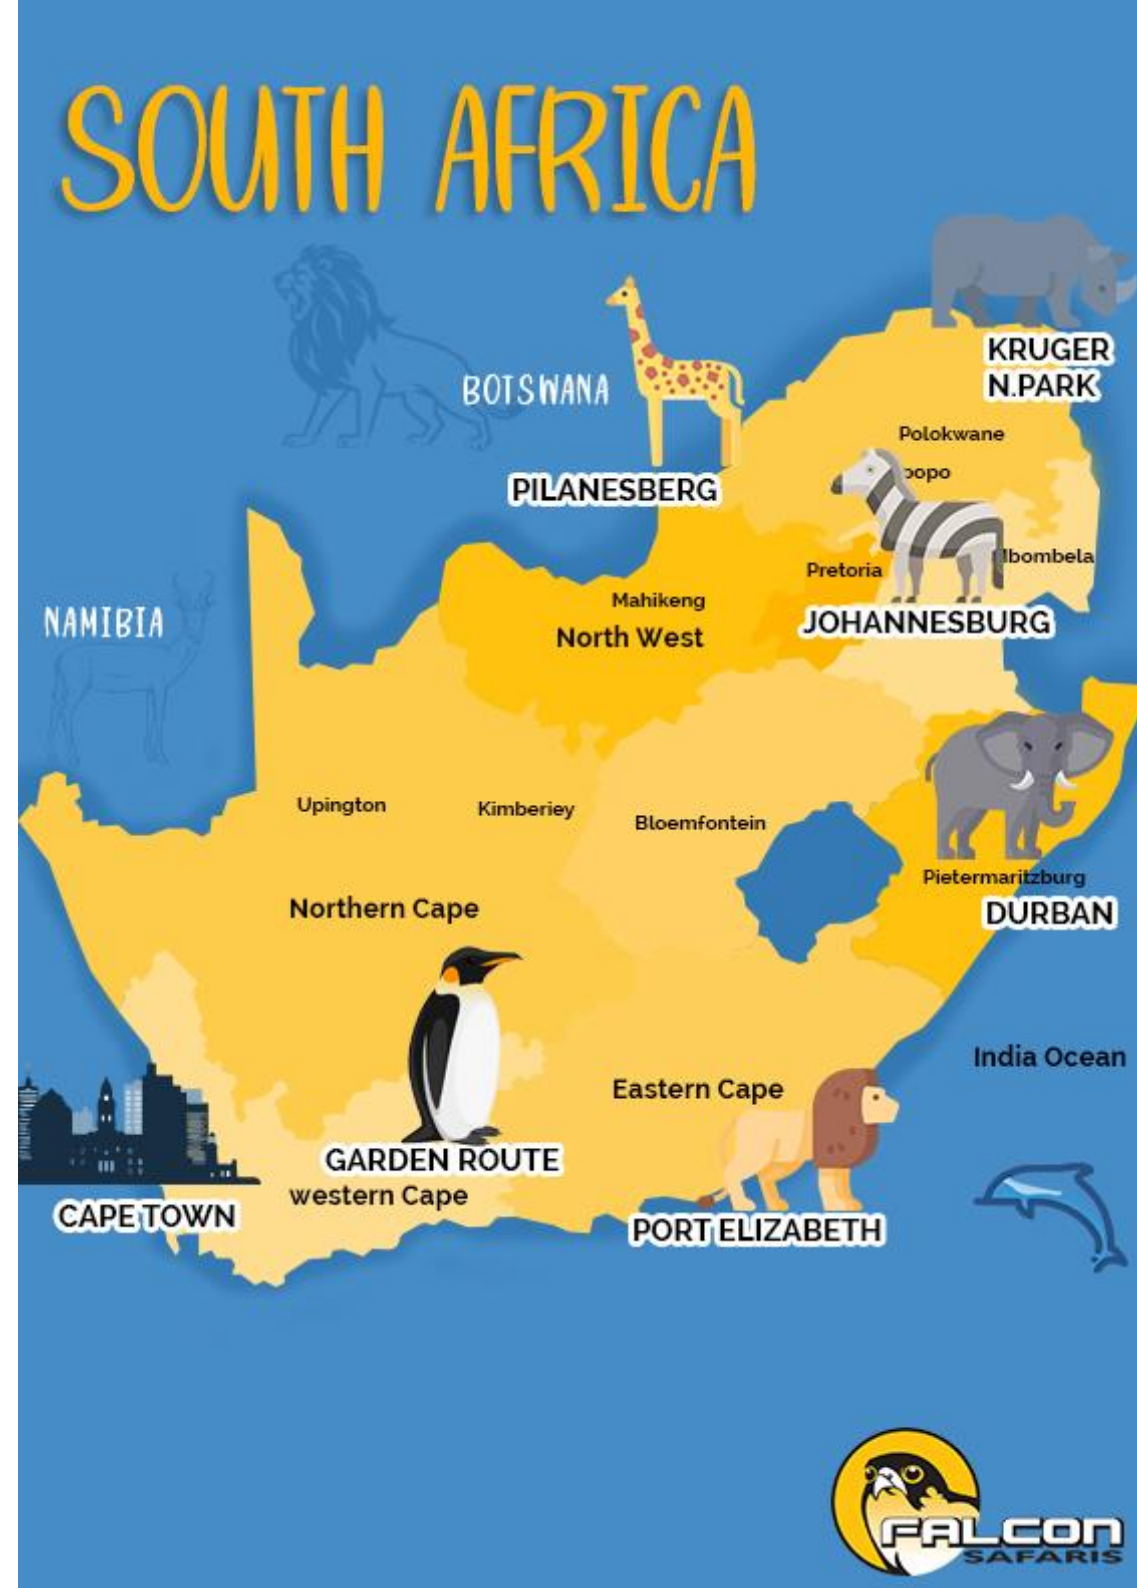 SOUTH AFRICA
KRUGER
N.PARK
BOTSWANA
Polokwane
PILANESBERG
Pretoria
Mahikeng
NAMIBIA
JOHANNESBURG
North West
Upington
Kimberiey
Bloemfontein
Pietermaritzburg
Northern Cape
DURBAN
India Ocean
Eastern Cape
GARDEN ROUTE
western Cape
CAPE TOWN
PORT ELIZABETH
FALCON
SAFARIS